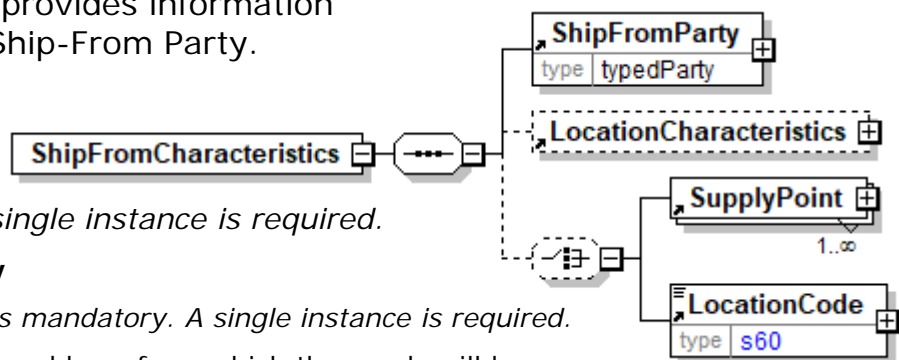 provides information
Ship-From Party.
ShipFromParty
type typedParty
LocationCharacteristics
ShipFromCharacteristics
single instance is required.
SupplyPoint
1..∞
s mandatory. A single instance is required.
LocationCode
type s60